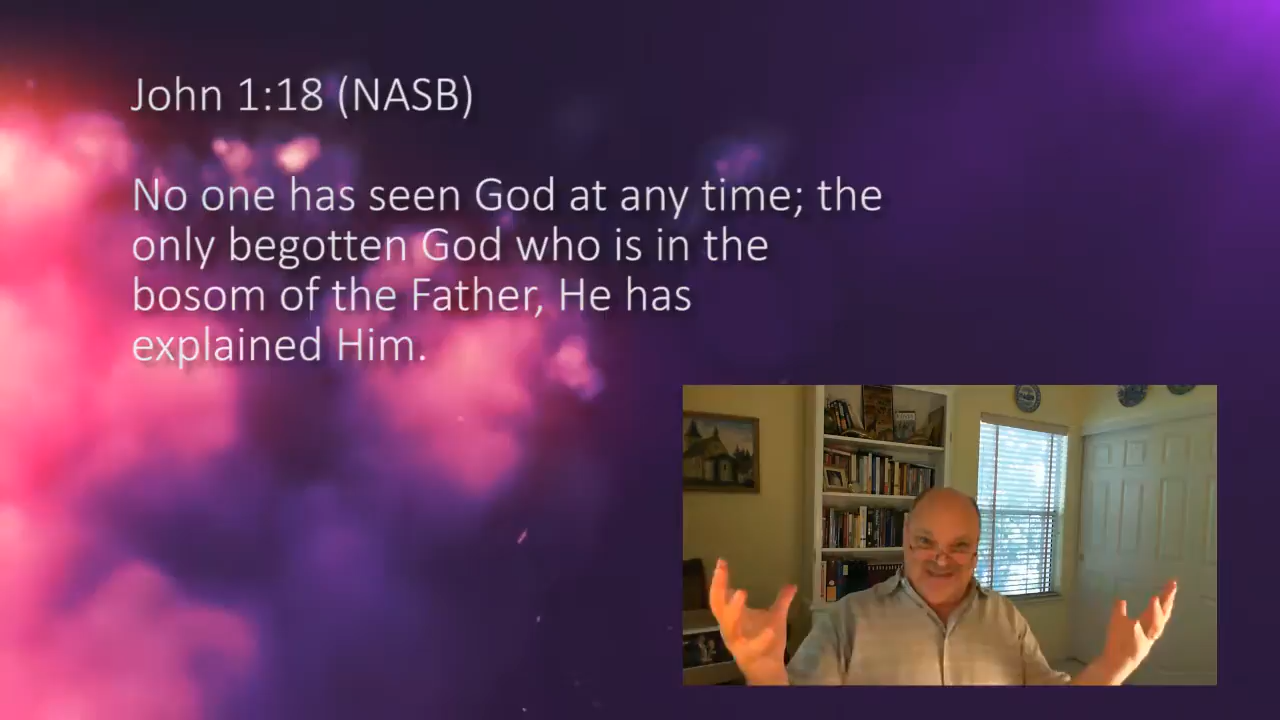 John 1:18 (NASB)
No one has seen God at any time; the
only begotten God who is in the
bosom of the Father, He has
explained Him.